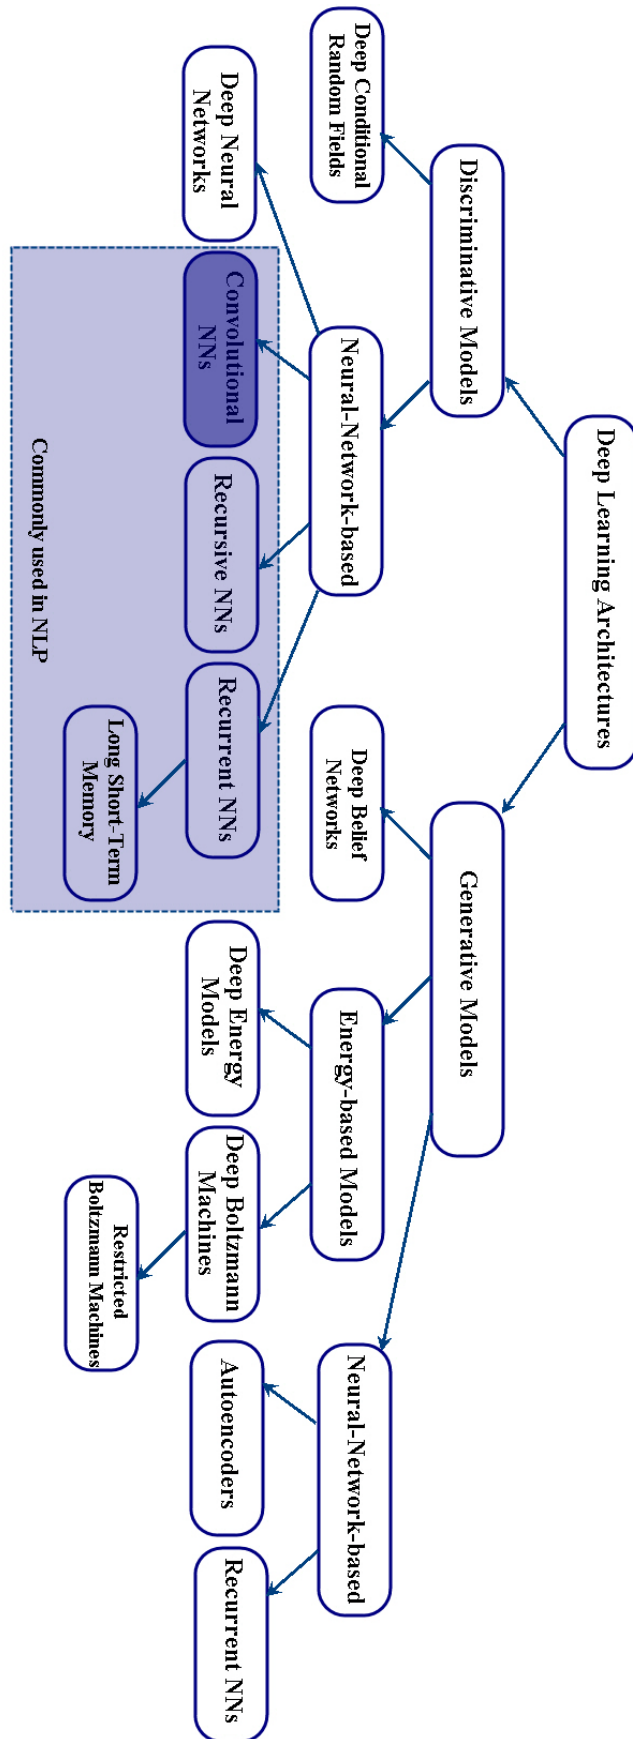 Deep Learning Architectures
Discriminative Models
Generative Models
Deep Conditional
Random Fields
Neural-Network-based
Deep Belief
Networks
Energy-based Models
Neural-Network-based
Deep Neural
Networks
Convolutional
NNs
Recursive NNs
Recurrent NNs
Deep Energy
Models
Deep Boltzmann
Machines
Autoencoders
Recurrent NNs
Long Short-Term
Memory
Restricted
Boltzmann Machines
Commonly used in NLP